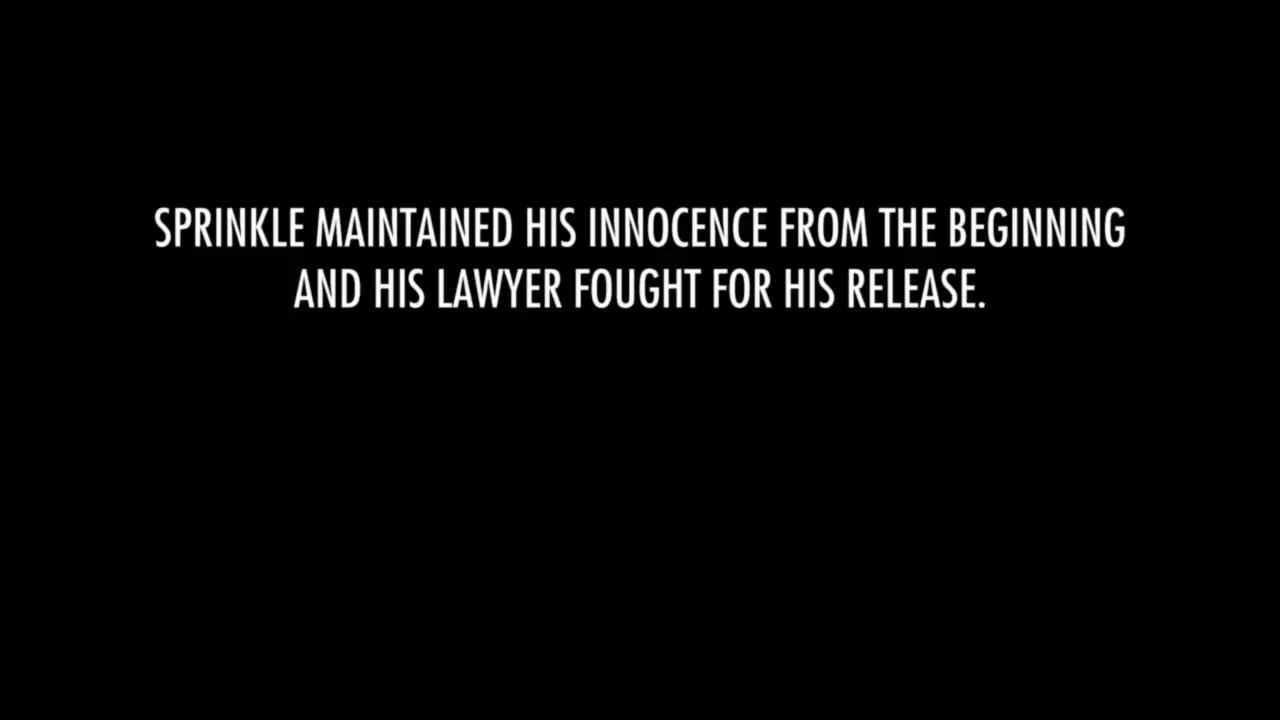 SPRINKLE MAINTAINED HIS INNOCENCE FROM THE BEGINNING
AND HIS LAWYER FOUGHT FOR HIS RELEASE.